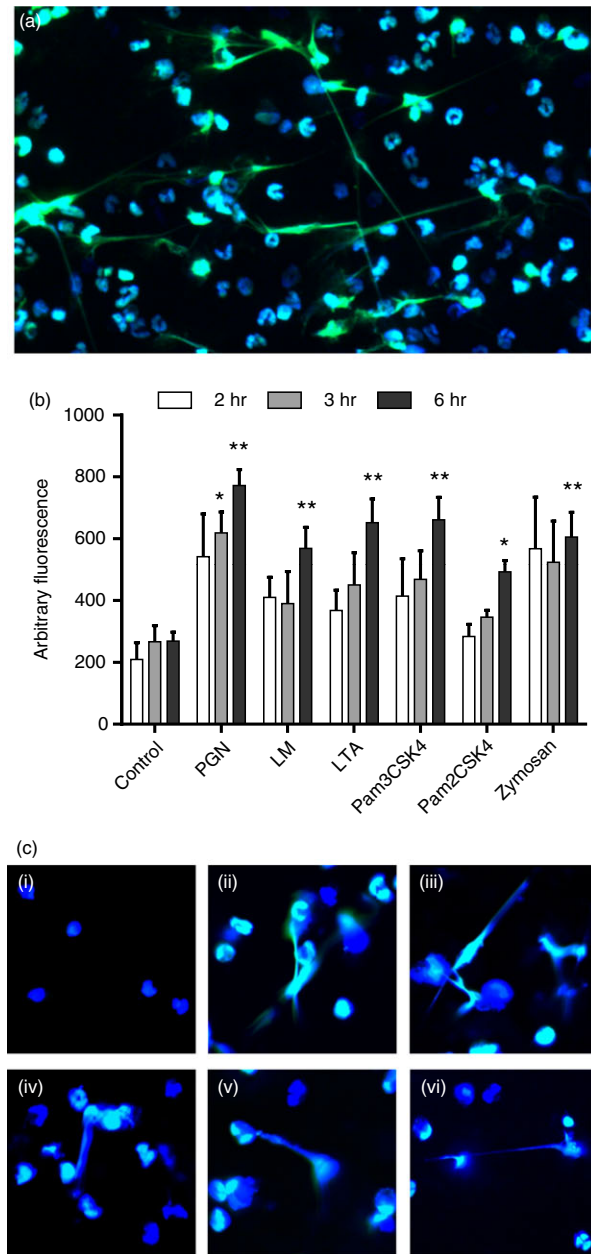 (a)
(b)
2 hr 3 hr 6 hr
1000
800
600
400
200
0
Arbitrary fluorescence
* ** ** ** ** * **
Control PGN LM LTA Pam3CSK4 Pam2CSK4 Zymosan
(c)
(i) (ii) (iii)
(iv) (v) (vi)